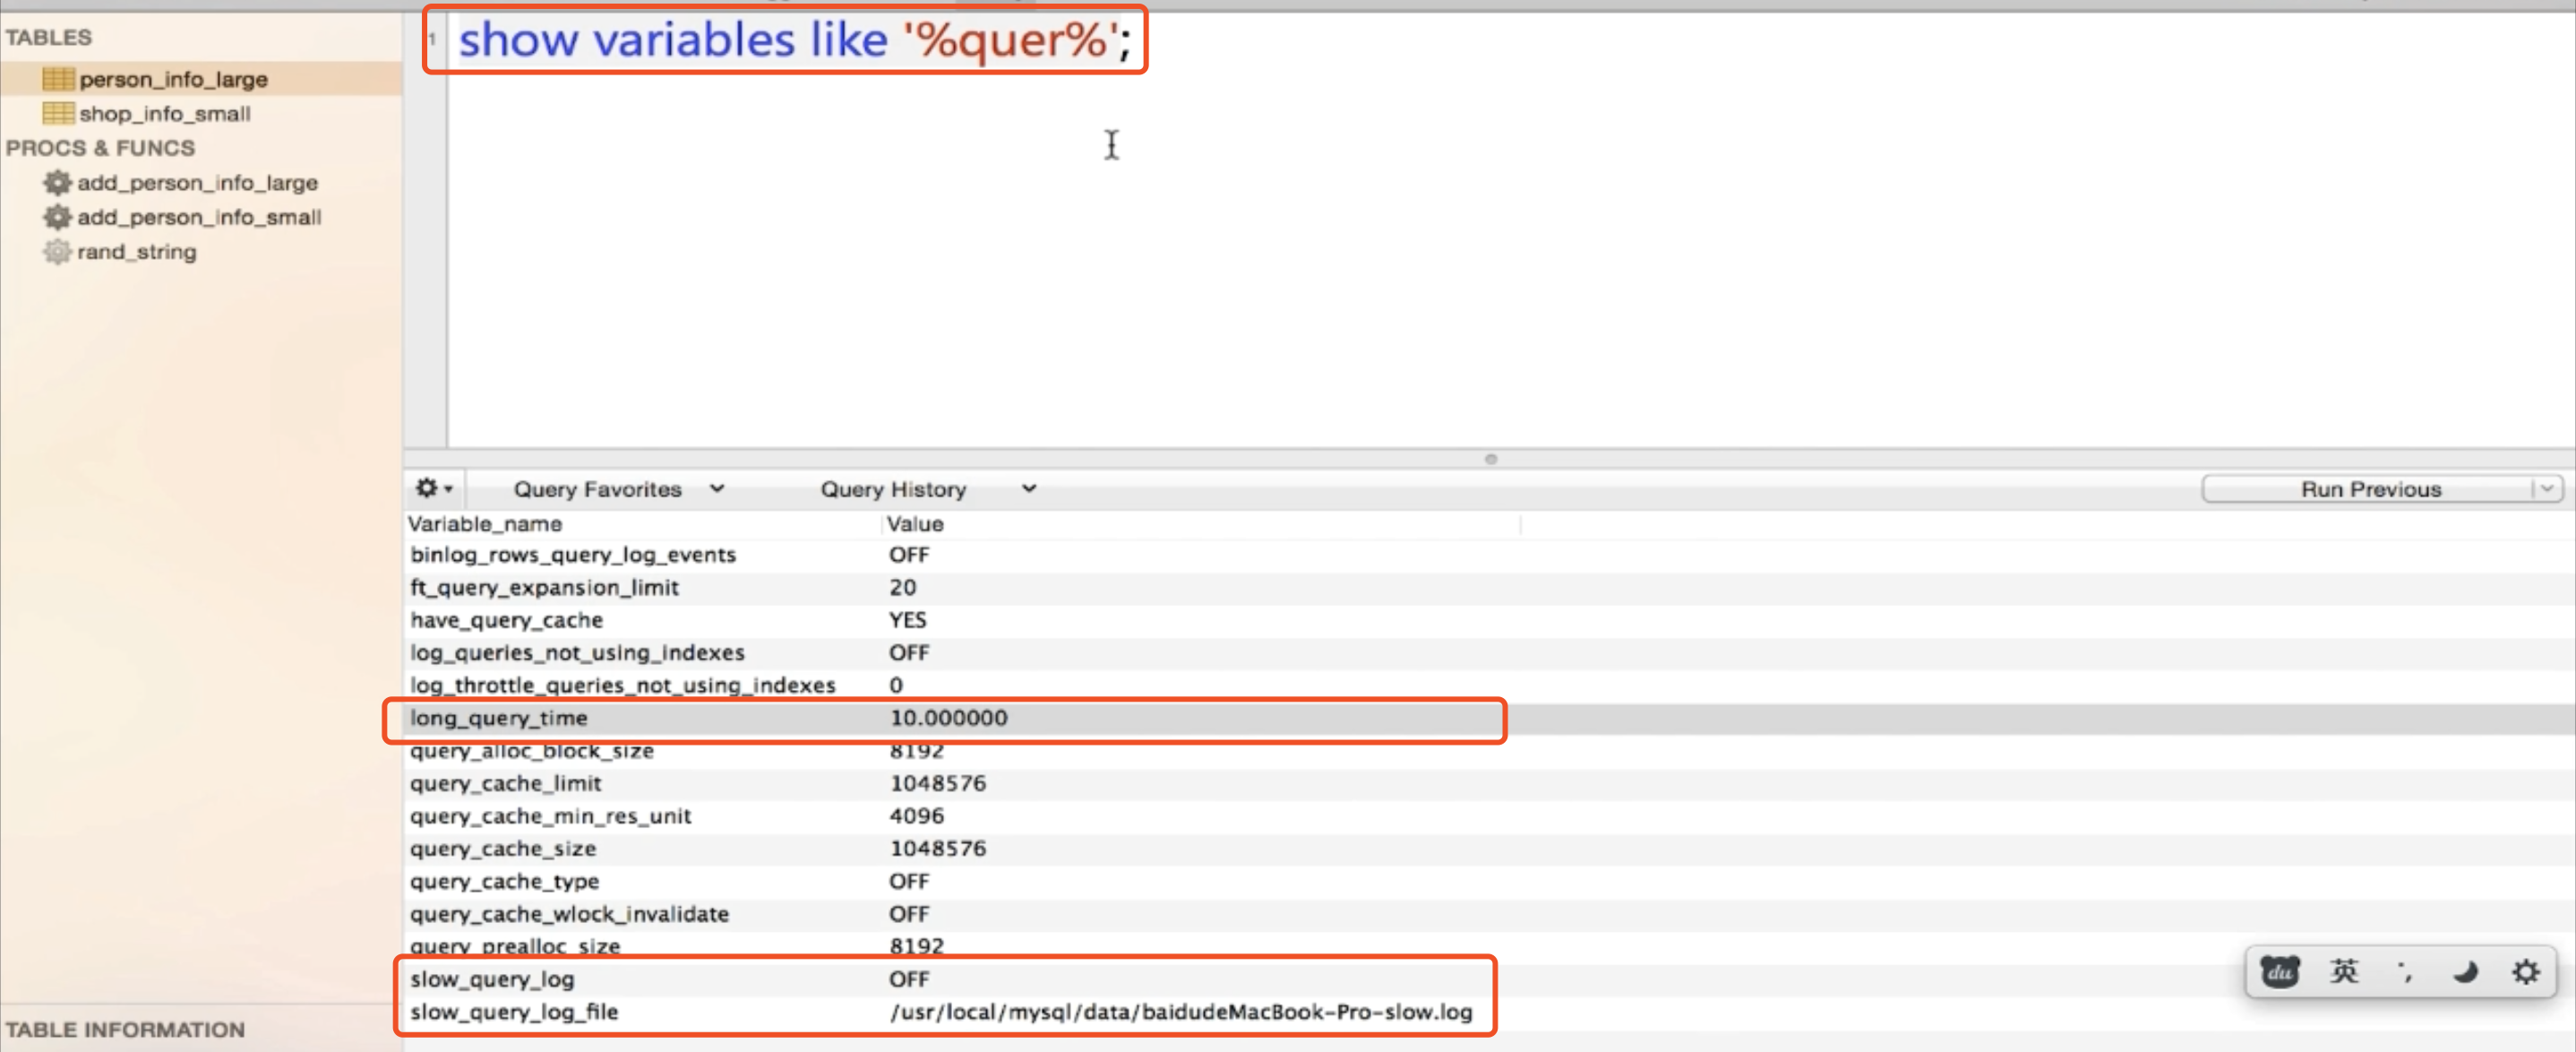 TABLES
person_info_large
shop_info_small
PROCS & FUNCS
add_person_info_large
add_person_info_small
rand_string
TABLE INFORMATION
1 show variables like '%quer%';
Query Favorites Query History Run Previous
Variable_name Value
binlog_rows_query_log_events OFF
ft_query_expansion_limit 20
have_query_cache YES
log_queries_not_using_indexes OFF
log_throttle_queries_not_using_indexes 0
long_query_time 10.000000
query_alloc_block_size 8192
query_cache_limit 1048576
query_cache_min_res_unit 4096
query_cache_size 1048576
query_cache_type OFF
query_cache_wlock_invalidate OFF
query_prealloc_size 8192
slow_query_log OFF
slow_query_log_file /usr/local/mysql/data/baidudeMacBook-Pro-slow.log
du 英 ·,